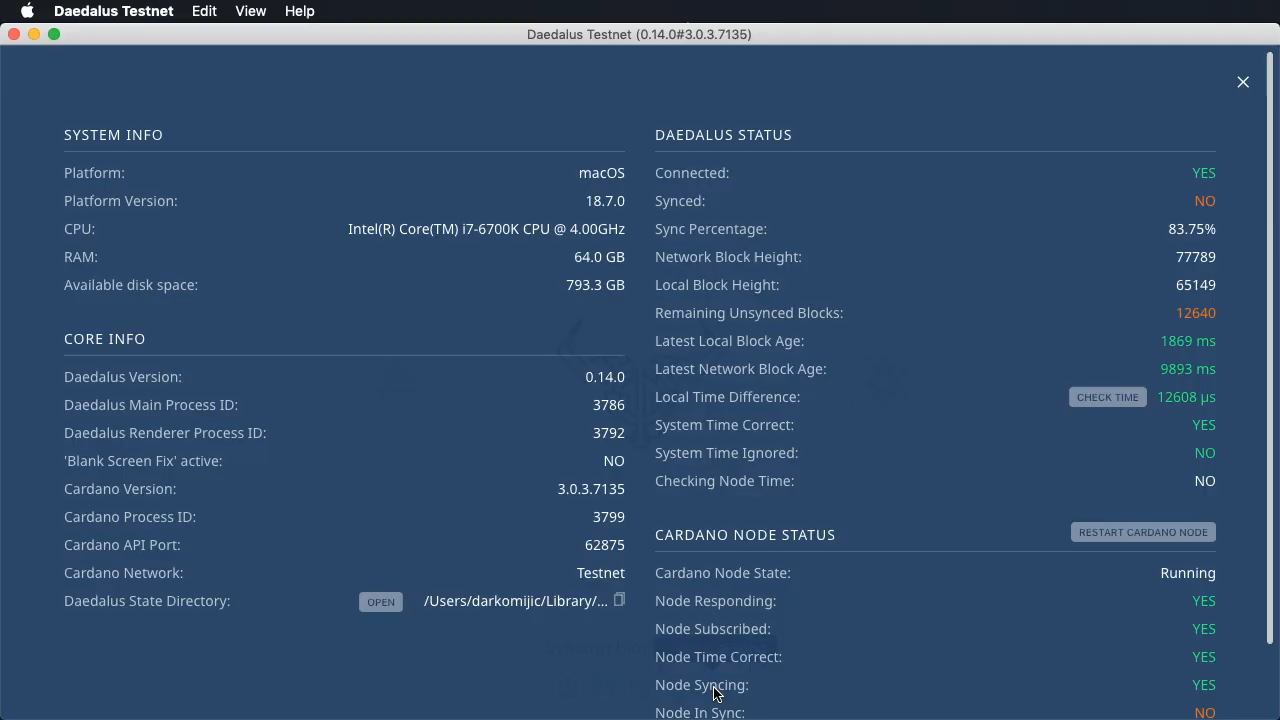 Daedalus Testnet Edit View Help
Daedalus Testnet (0.14.0#3.0.3.7135)
SYSTEM INFO
Platform: macOS
Platform Version: 18.7.0
CPU: Intel(R) Core(TM) i7-6700K CPU @ 4.00GHz
RAM: 64.0 GB
Available disk space: 793.3 GB
CORE INFO
Daedalus Version: 0.14.0
Daedalus Main Process ID: 3786
Daedalus Renderer Process ID: 3792
'Blank Screen Fix' active: NO
Cardano Version: 3.0.3.7135
Cardano Process ID: 3799
Cardano API Port: 62875
Cardano Network: Testnet
Daedalus State Directory: OPEN /Users/darkomijic/Library/...
DAEDALUS STATUS
Connected: YES
Synced: NO
Sync Percentage: 83.75%
Network Block Height: 77789
Local Block Height: 65149
Remaining Unsynced Blocks: 12640
Latest Local Block Age: 1869 ms
Latest Network Block Age: 9893 ms
Local Time Difference: CHECK TIME 12608 μs
System Time Correct: YES
System Time Ignored: NO
Checking Node Time: NO
CARDANO NODE STATUS RESTART CARDANO NODE
Cardano Node State: Running
Node Responding: YES
Node Subscribed: YES
Node Time Correct: YES
Node Syncing: YES
Node In Sync: NO